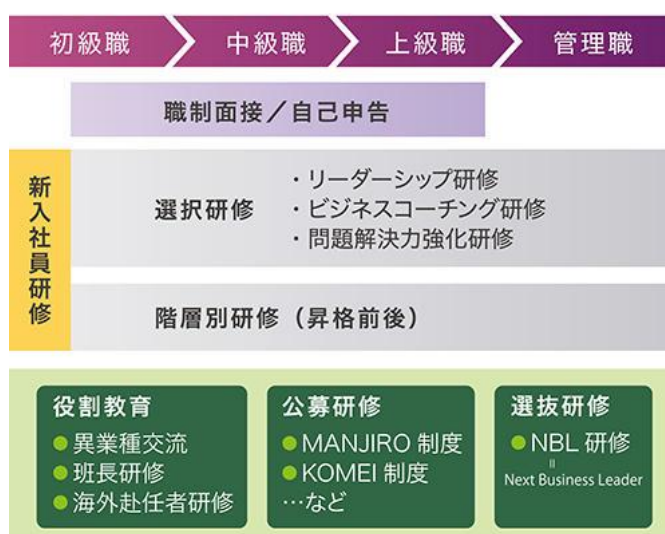 初級職
中級職
上級職
管理職
職制面接／自己申告
新入社員研修
選択研修
・リーダーシップ研修
・ビジネスコーチング研修
・問題解決力強化研修
階層別研修（昇格前後）
役割教育
●異業種交流
●班長研修
●海外赴任者研修
公募研修
●MANJIRO 制度
●KOMEI 制度
…など
選抜研修
●NBL 研修
＝
Next Business Leader